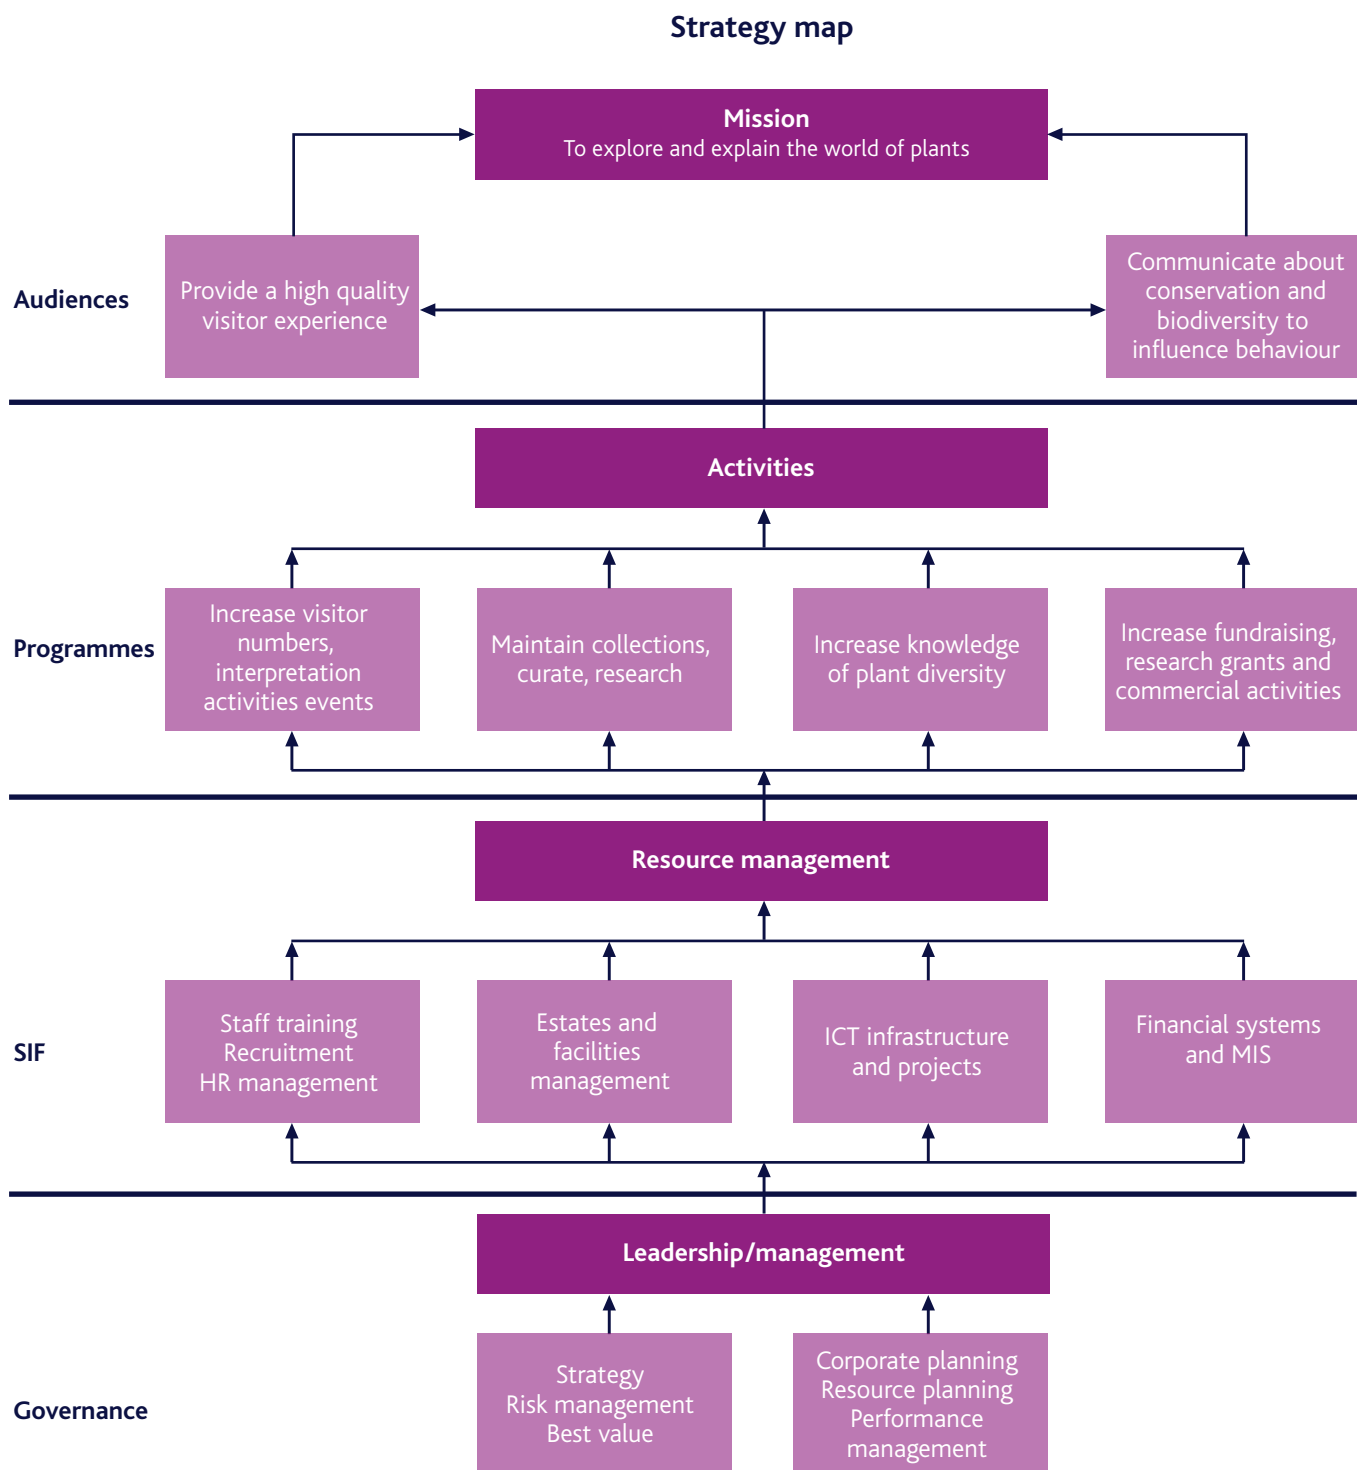 Strategy map
Mission
To explore and explain the world of plants
Audiences
Provide a high quality
visitor experience
Communicate about
conservation and
biodiversity to
influence behaviour
Activities
Programmes
Increase visitor
numbers,
interpretation
activities events
Maintain collections,
curate, research
Increase knowledge
of plant diversity
Increase fundraising,
research grants and
commercial activities
Resource management
SIF
Staff training
Recruitment
HR management
Estates and
facilities
management
ICT infrastructure
and projects
Financial systems
and MIS
Leadership/management
Governance
Strategy
Risk management
Best value
Corporate planning
Resource planning
Performance
management